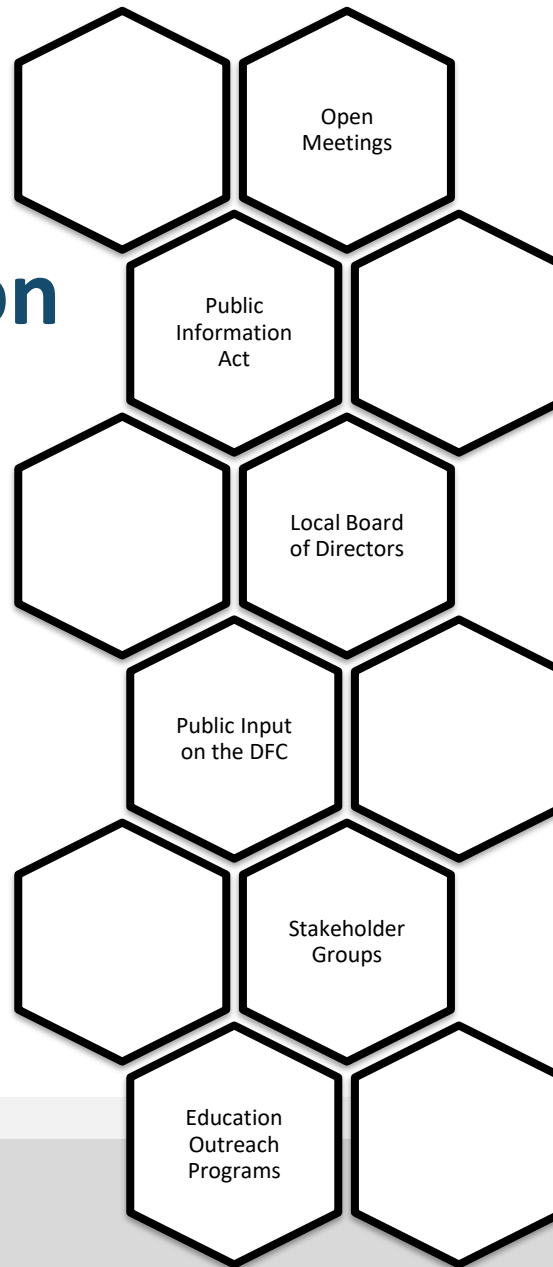 Open
Meetings
on
Public
Information
Act
Local Board
of Directors
Public Input
on the DFC
Stakeholder
Groups
Education
Outreach
Programs